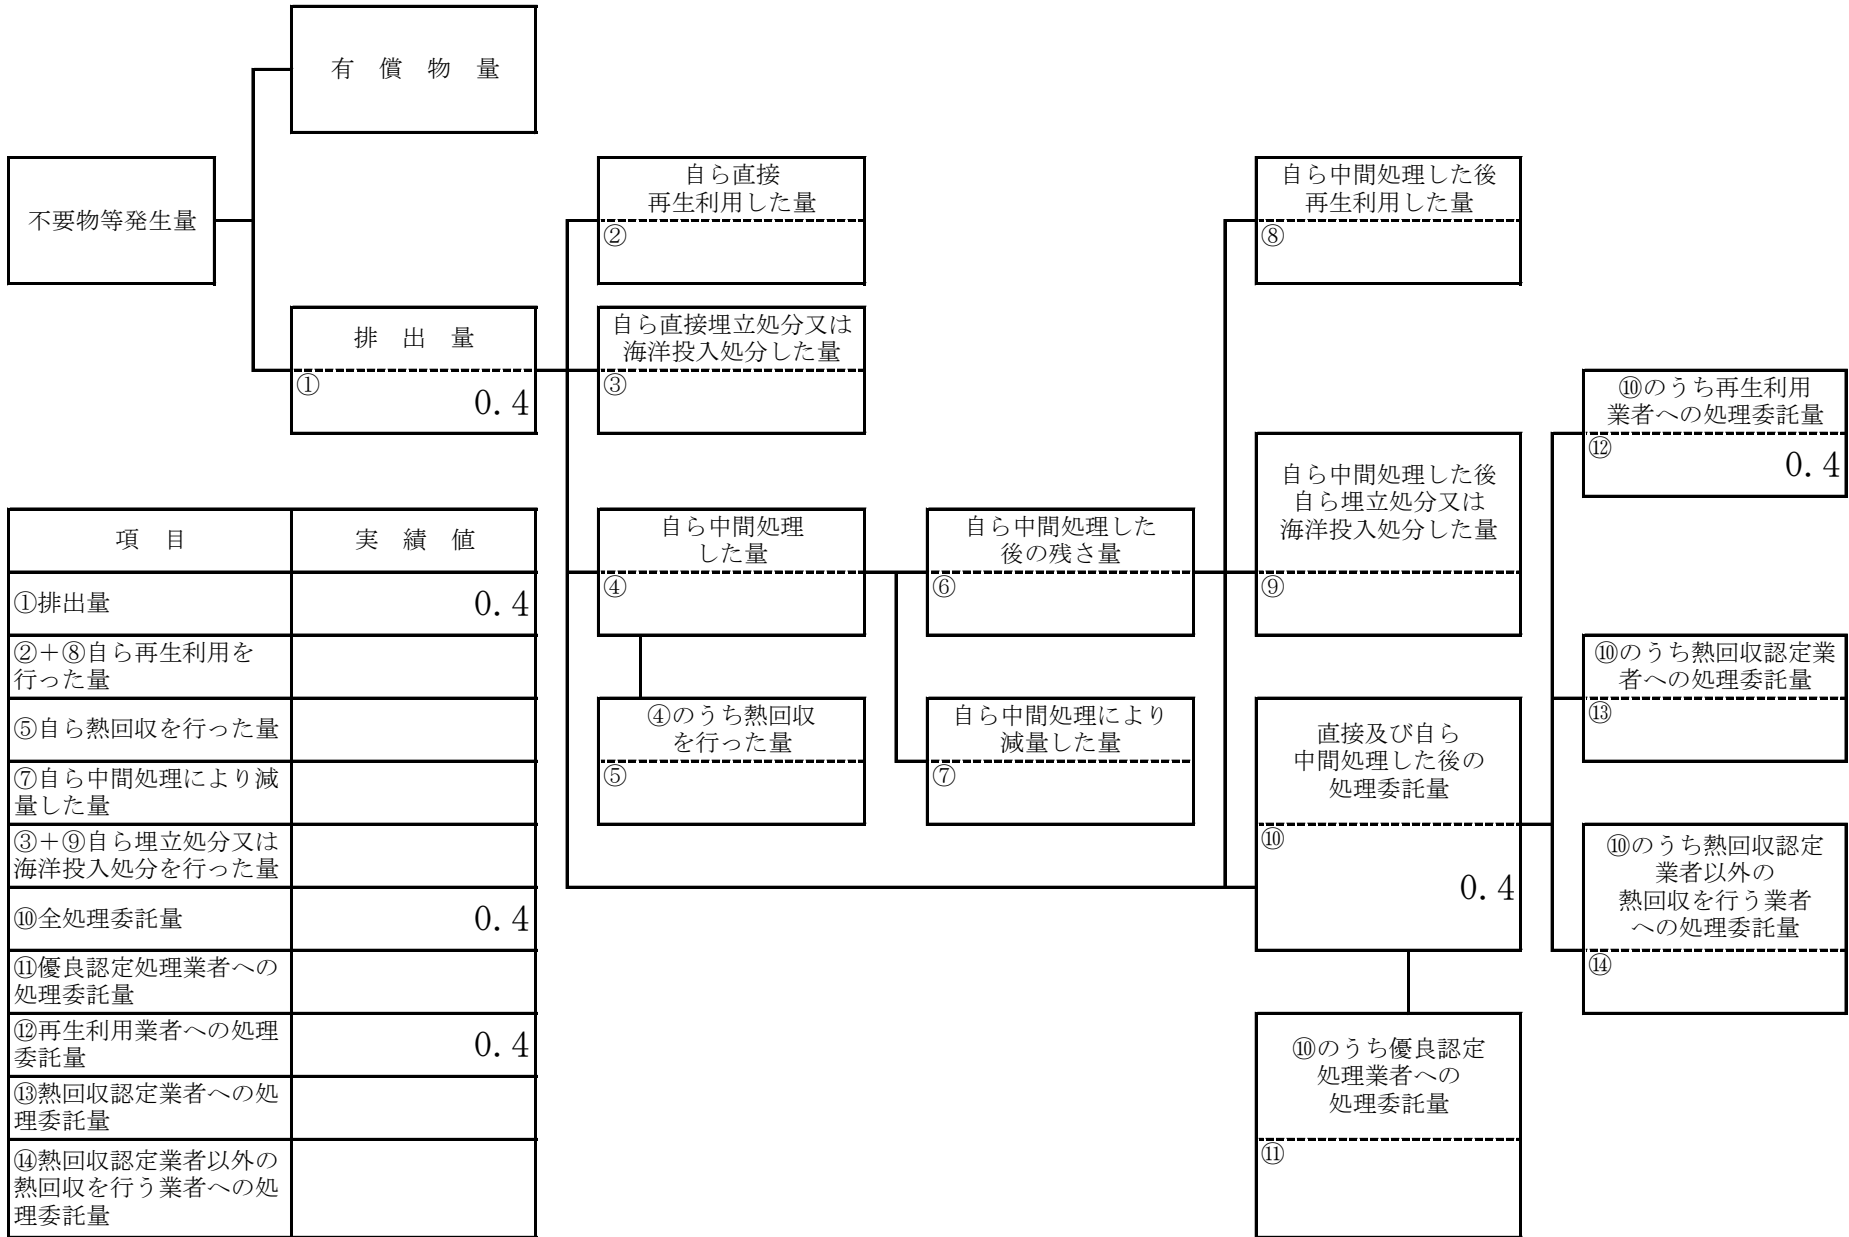 有　償　物　量
不要物等発生量
排　出　量
①
0.4
自ら直接
再生利用した量
②
自ら直接埋立処分又は
海洋投入処分した量
③
自ら中間処理
した量
④
④のうち熱回収
を行った量
⑤
自ら中間処理した
後の残さ量
⑥
自ら中間処理により
減量した量
⑦
自ら中間処理した後
再生利用した量
⑧
自ら中間処理した後
自ら埋立処分又は
海洋投入処分した量
⑨
直接及び自ら
中間処理した後の
処理委託量
⑩
0.4
⑩のうち優良認定
処理業者への
処理委託量
⑪
⑩のうち再生利用
業者への処理委託量
⑫
0.4
⑩のうち熱回収認定業
者への処理委託量
⑬
⑩のうち熱回収認定
業者以外の
熱回収を行う業者
への処理委託量
⑭
項　目　実　績　値
①排出量　0.4
②＋⑧自ら再生利用を
行った量
⑤自ら熱回収を行った量
⑦自ら中間処理により減
量した量
③＋⑨自ら埋立処分又は
海洋投入処分を行った量
⑩全処理委託量　0.4
⑪優良認定処理業者への
処理委託量
⑫再生利用業者への処理
委託量　0.4
⑬熱回収認定業者への処
理委託量
⑭熱回収認定業者以外の
熱回収を行う業者への処
理委託量